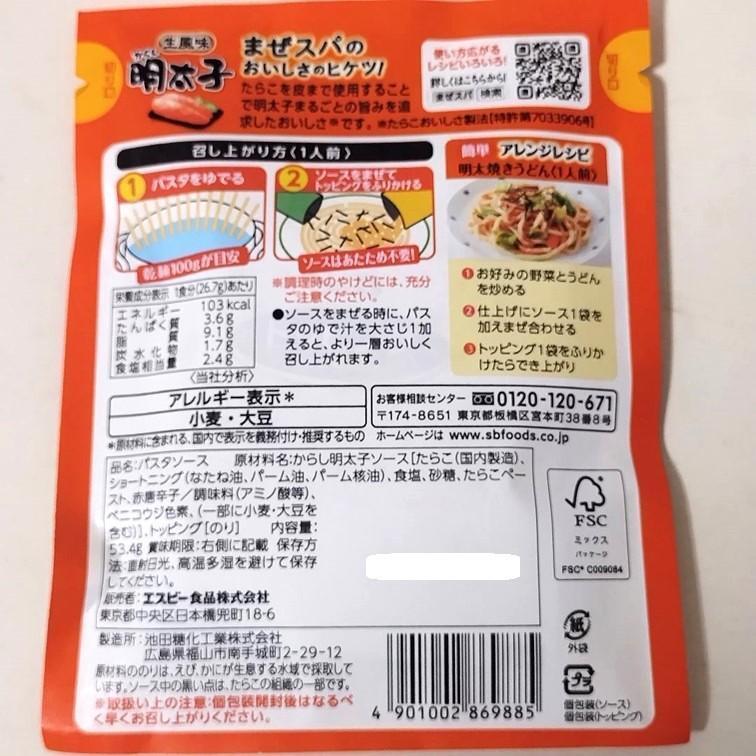 切り口
生風味
からし
明太子
まぜスパの
おいしさのヒケツ!
たらこを皮まで使用すること
で明太子まるごとの旨みを追
求したおいしさ※です。※たらこおいしさ製法[特許第7033906号]
使い方広がる
レシピいろいろ!
詳しくはこちらから!
まぜスパ 検索
切り口
召し上がり方〈1人前〉
1 パスタをゆでる
乾麺100gが目安
2 ソースをまぜて
トッピングをふりかける
ソースはあたため不要!
簡単 アレンジレシピ
明太焼きうどん〈1人前〉
1 お好みの野菜とうどん
を炒める
2 仕上げにソース1袋を
加えまぜ合わせる
3 トッピング1袋をふりか
けたらでき上がり
※調理時のやけどには、充分
ご注意ください。
●ソースをまぜる時に、パス
タのゆで汁を大さじ1加
えると、より一層おいしく
召し上がれます。
栄養成分表示 1食分(26.7g)あたり
エネルギー 103kcal
たんぱく質 3.6g
脂質 9.1g
炭水化物 1.7g
食塩相当量 2.4g
〈当社分析〉
アレルギー表示*
小麦・大豆
*原材料に含まれる、国内で表示を義務付け・推奨するもの
お客様相談センター 0120-120-671
〒174-8651 東京都板橋区宮本町38番8号
ホームページは www.sbfoods.co.jp
品名:パスタソース 原材料名:からし明太子ソース[たらこ(国内製造)、
ショートニング(なたね油、パーム油、パーム核油)、食塩、砂糖、たらこペー
スト、赤唐辛子/調味料(アミノ酸等)、
ベニコウジ色素、(一部に小麦・大豆を
含む)]、トッピング[のり] 内容量:
53.4g 賞味期限:右側に記載 保存方
法:直射日光、高温多湿を避けて保存
してください。
販売者:エスビー食品株式会社
東京都中央区日本橋兜町18-6
FSC
ミックス
パッケージ
FSC® C009084
製造所:池田糖化工業株式会社
広島県福山市南手城町2-29-12
原材料ののりは、えび、かにが生息する水域で採取して
います。ソース中の黒い点は、たらこの組織の一部です。
※取扱い上の注意:個包装開封後はなるべ
く早くお召し上がりください。
4 901002 869885
紙
外袋
プラ
個包装(ソース)
個包装(トッピング)